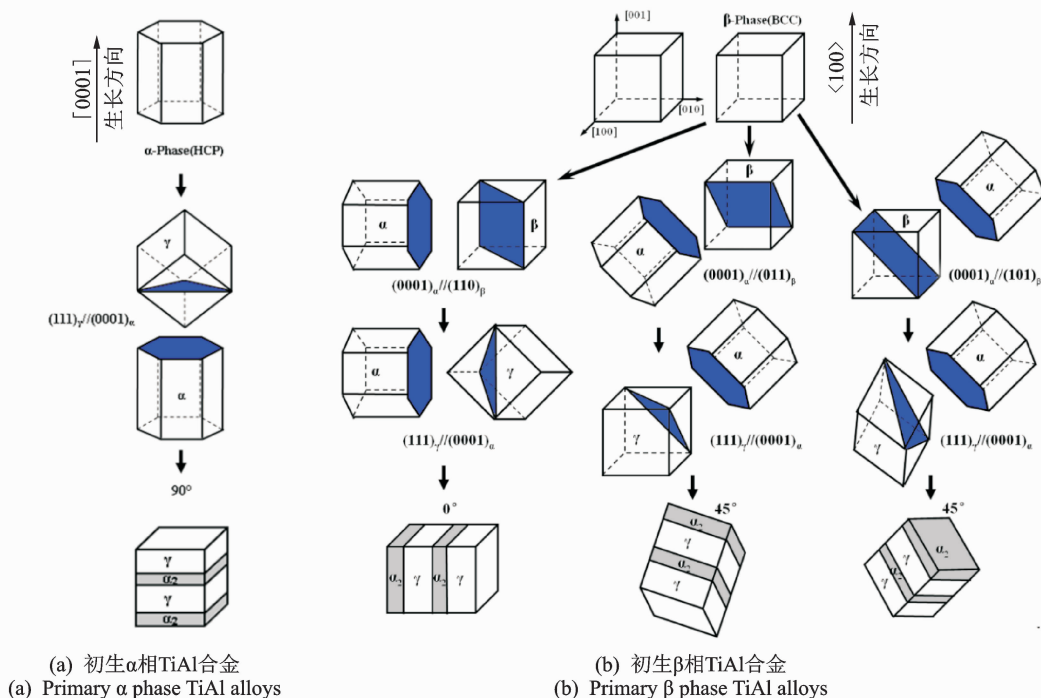 [0001]
生长方向
α-Phase(HCP)
γ
(111)γ//(0001)α
α
90°
γ
α2
γ
α2
(a) 初生α相TiAl合金
(a) Primary α phase TiAl alloys
[001]
[010]
[100]
β-Phase(BCC)
<100>
生长方向
α
β
(0001)α//(110)β
α
γ
(111)γ//(0001)α
0°
α2
γ
α2
γ
β
α
(0001)α//(011)β
α
γ
(111)γ//(0001)α
45°
α2
γ
α2
γ
α
β
(0001)α//(101)β
α
γ
(111)γ//(0001)α
45°
α2
γ
α2
γ
(b) 初生β相TiAl合金
(b) Primary β phase TiAl alloys